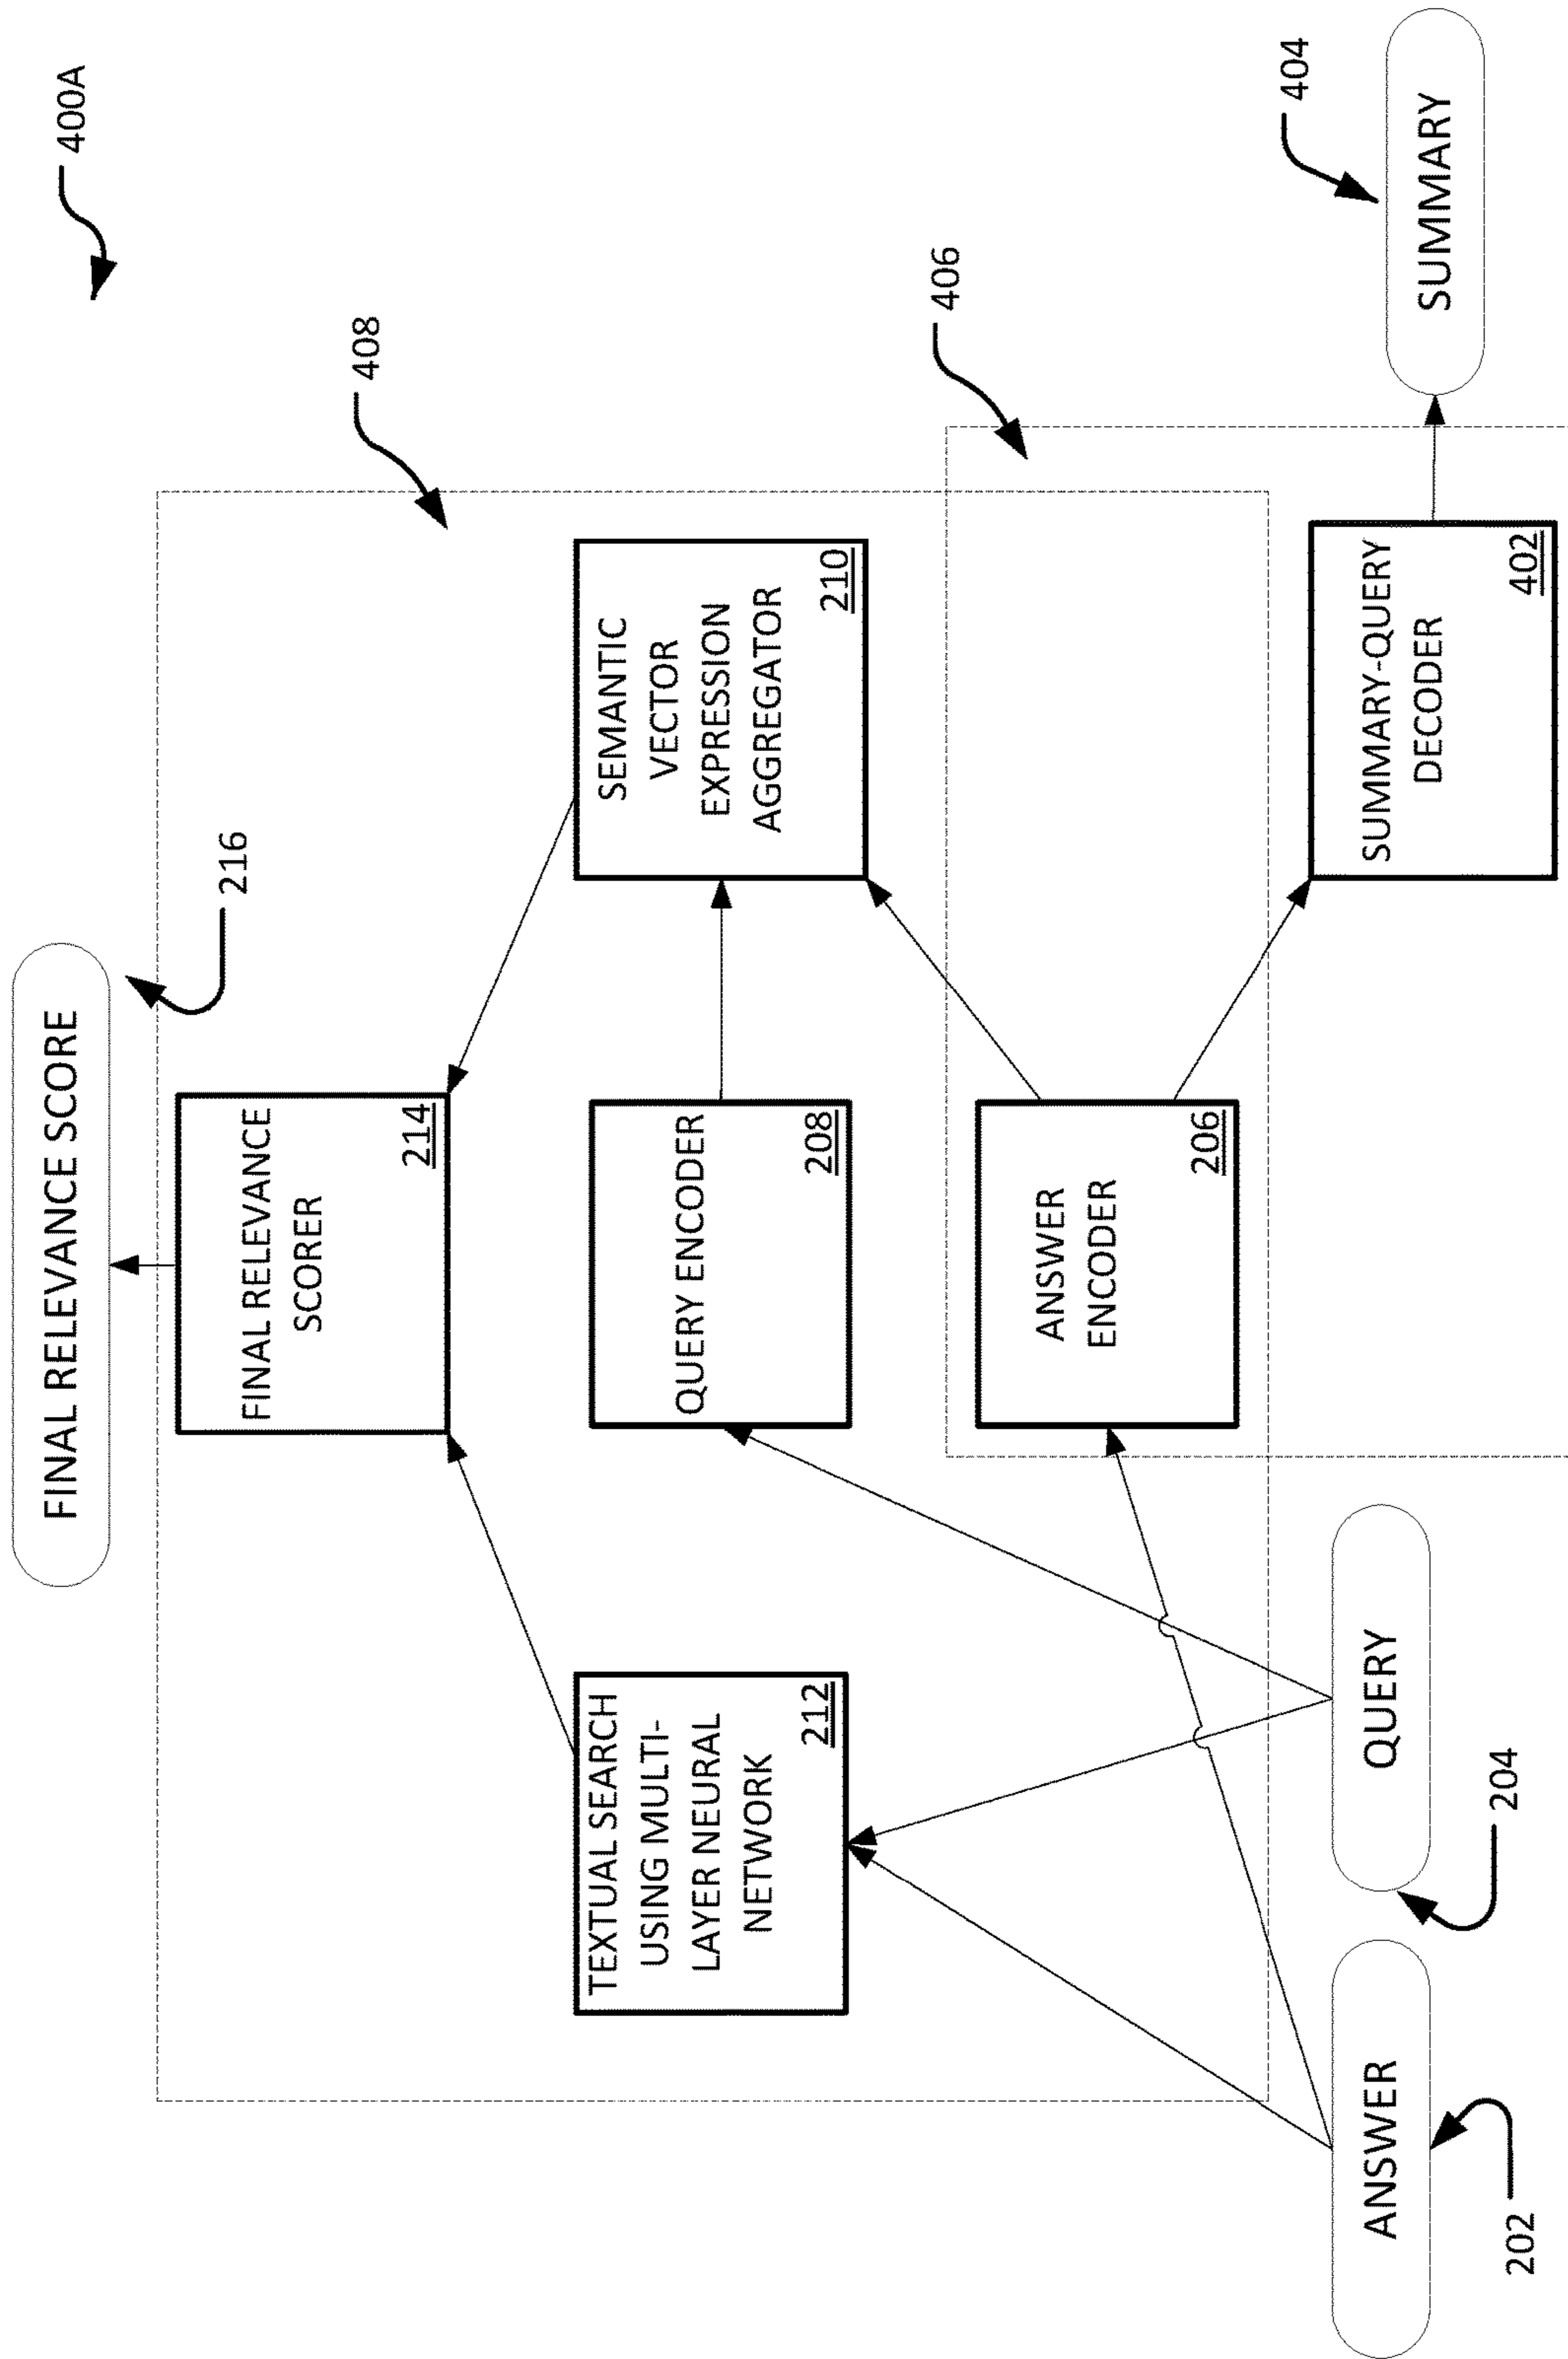 400A
FINAL RELEVANCE SCORE
216
408
FINAL RELEVANCE
SCORER
214
TEXTUAL SEARCH
USING MULTI-
LAYER NEURAL
NETWORK
212
QUERY ENCODER
208
SEMANTIC
VECTOR
EXPRESSION
AGGREGATOR
210
406
ANSWER
ENCODER
206
404
ANSWER
202
QUERY
204
SUMMARY-QUERY
DECODER
402
SUMMARY